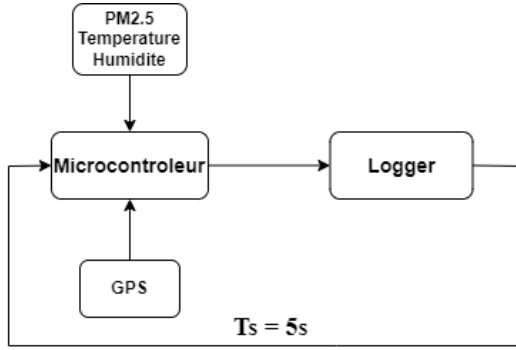 PM2.5
Temperature
Humidite
Microcontroleur
Logger
GPS
Ts = 5s